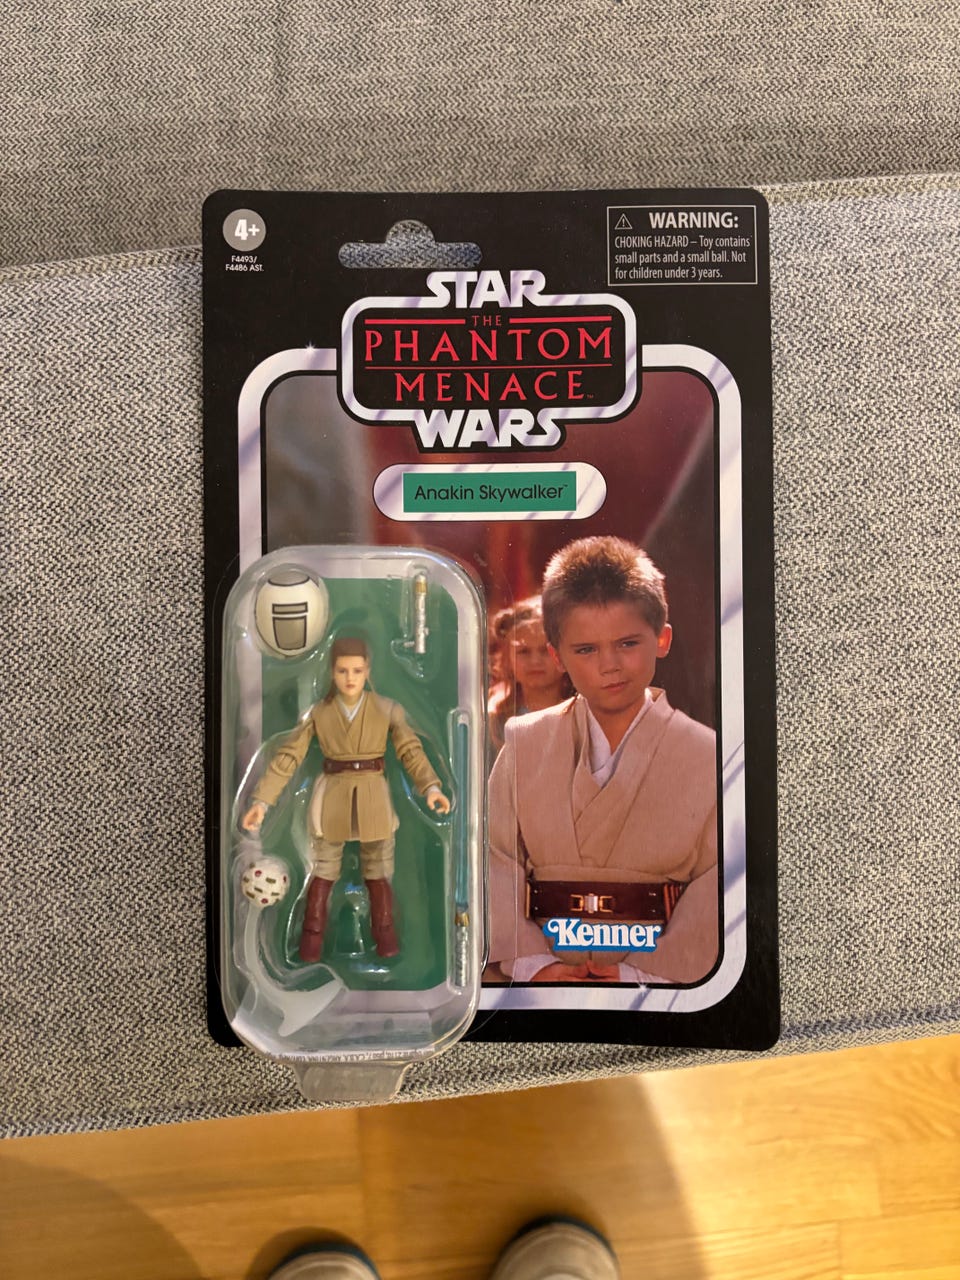 4+
F4493/
F4486 AST.
WARNING:
CHOKING HAZARD – Toy contains
small parts and a small ball. Not
for children under 3 years.
STAR
THE
PHANTOM
MENACE™
WARS
Anakin Skywalker™
Kenner